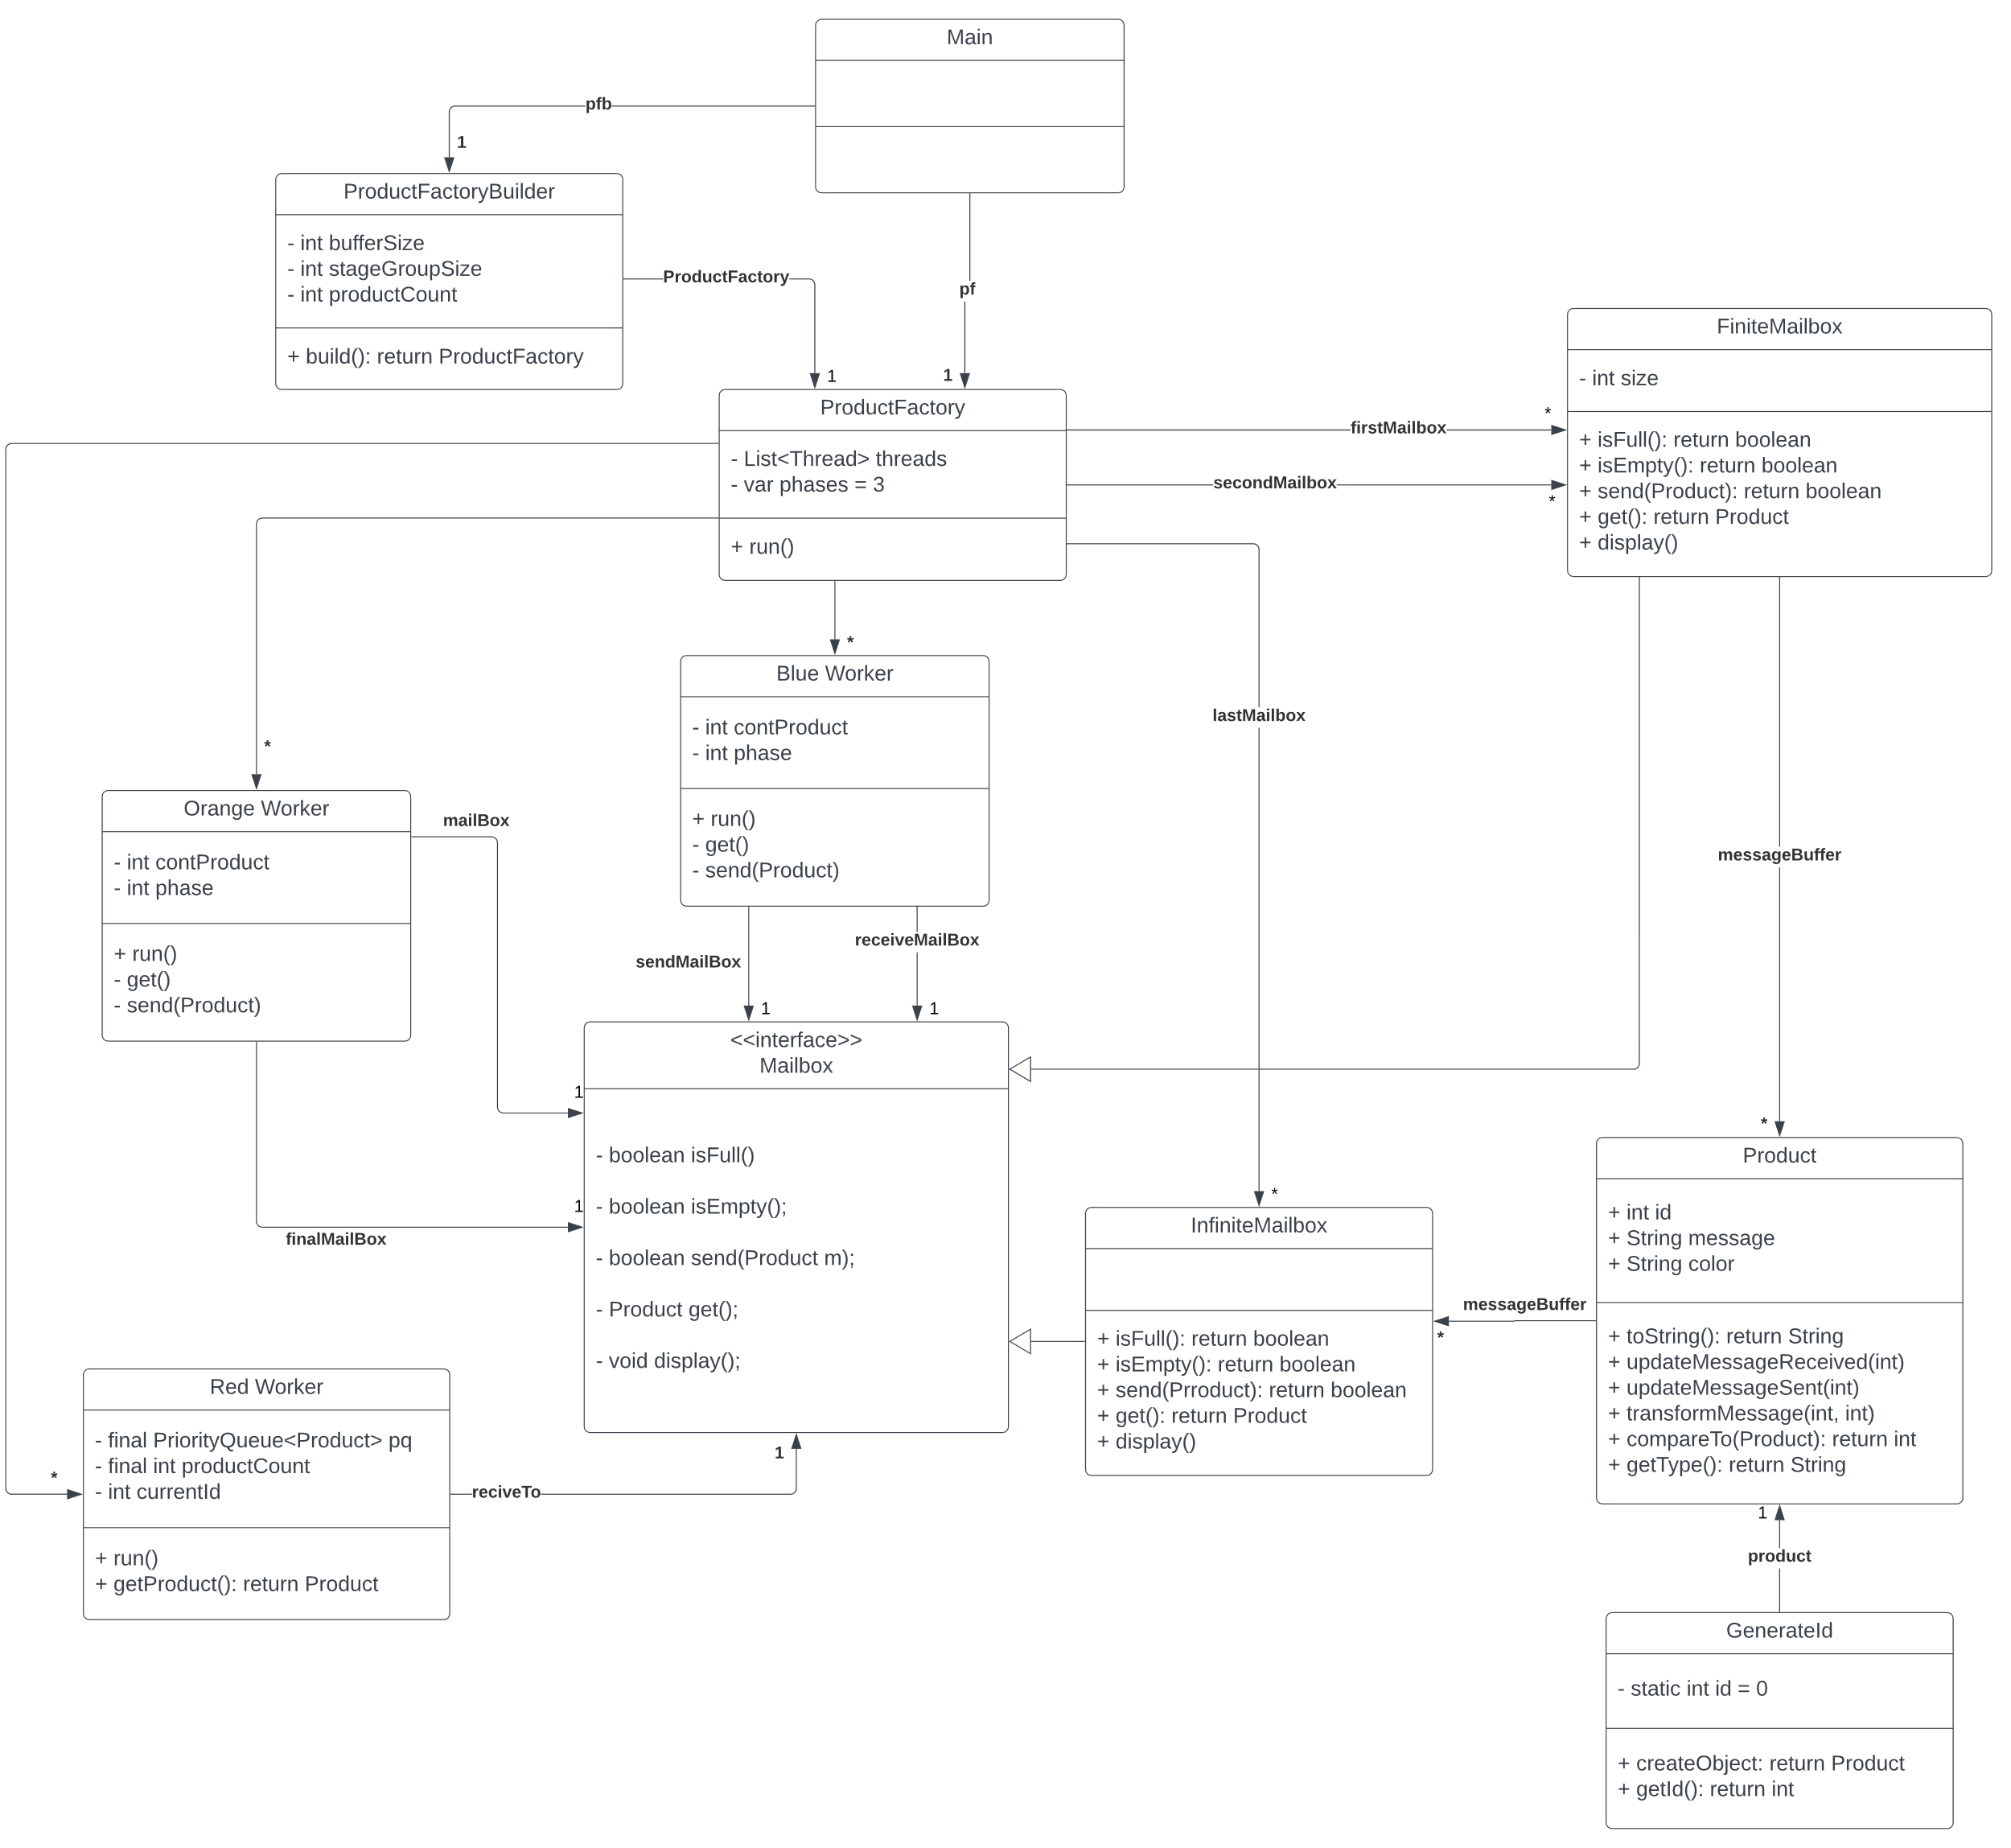 Main
pfb
1
ProductFactoryBuilder
- int bufferSize
- int stageGroupSize
- int productCount
+ build(): return ProductFactory
ProductFactory
1
pf
1
ProductFactory
- List<Thread> threads
- var phases = 3
+ run()
firstMailbox
*
secondMailbox
*
FiniteMailbox
- int size
+ isFull(): return boolean
+ isEmpty(): return boolean
+ send(Product): return boolean
+ get(): return Product
+ display()
*
Blue Worker
- int contProduct
- int phase
+ run()
- get()
- send(Product)
lastMailbox
*
*
Orange Worker
- int contProduct
- int phase
+ run()
- get()
- send(Product)
mailBox
1
finalMailBox
1
sendMailBox
1
receiveMailBox
1
<<interface>>
Mailbox
- boolean isFull()
- boolean isEmpty();
- boolean send(Product m);
- Product get();
- void display();
messageBuffer
*
InfiniteMailbox
+ isFull(): return boolean
+ isEmpty(): return boolean
+ send(Prroduct): return boolean
+ get(): return Product
+ display()
messageBuffer
*
Product
+ int id
+ String message
+ String color
+ toString(): return String
+ updateMessageReceived(int)
+ updateMessageSent(int)
+ transformMessage(int, int)
+ compareTo(Product): return int
+ getType(): return String
*
Red Worker
- final PriorityQueue<Product> pq
- final int productCount
- int currentId
+ run()
+ getProduct(): return Product
reciveTo
1
1
product
GenerateId
- static int id = 0
+ createObject: return Product
+ getId(): return int